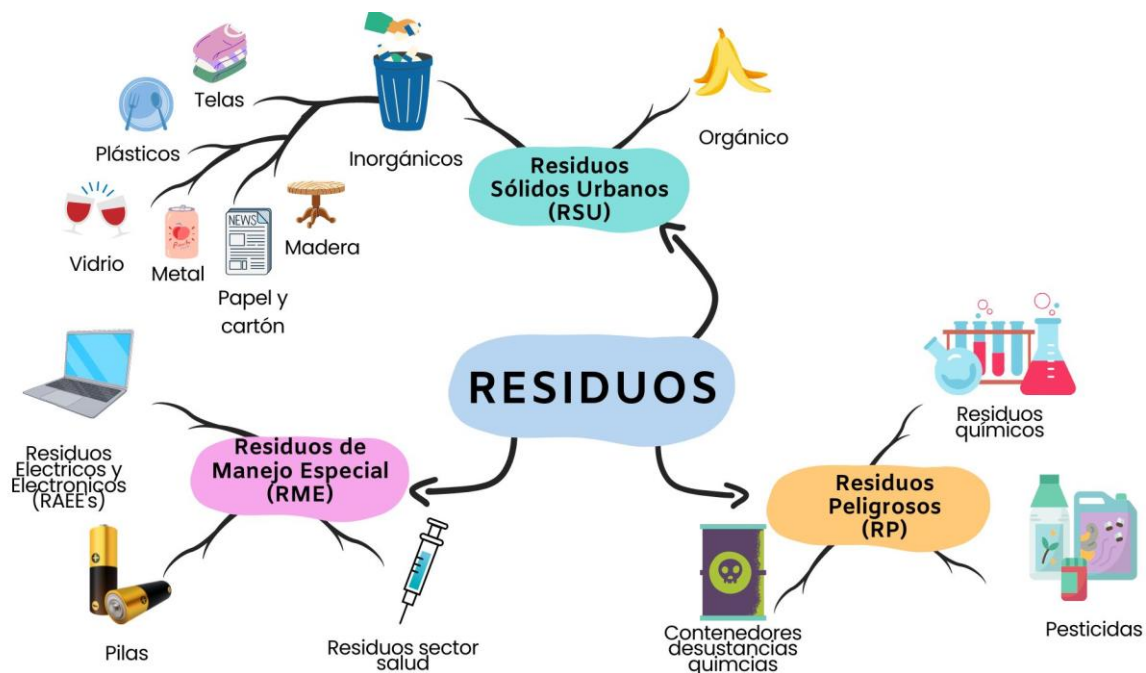 Telas
Plásticos
Inorgánicos
Orgánico
Residuos
Sólidos Urbanos
(RSU)
Vidrio
Metal
NEWS
Papel y
cartón
Madera
RESIDUOS
Residuos
Electricos y
Electronicos
(RAEE's)
Residuos de
Manejo Especial
(RME)
Pilas
Residuos sector
salud
Residuos
químicos
Residuos
Peligrosos
(RP)
Contenedores
desustancias
quimcias
Pesticidas